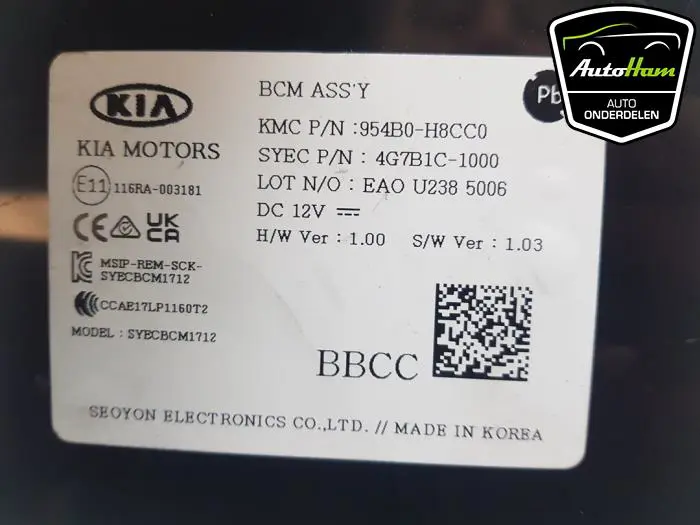 AutoHam
AUTO
ONDERDELEN
Pb
KIA
KIA MOTORS
E11 116RA-003181
CE UK
CA
MSIP-REM-SCK-
SYECBCM1712
CCAE17LP1160T2
MODEL : SYECBCM1712
BCM ASS'Y
KMC P/N :954B0-H8CC0
SYEC P/N : 4G7B1C-1000
LOT N/O : EAO U238 5006
DC 12V
H/W Ver : 1.00 S/W Ver : 1.03
BBCC
SEOYON ELECTRONICS CO.,LTD. // MADE IN KOREA